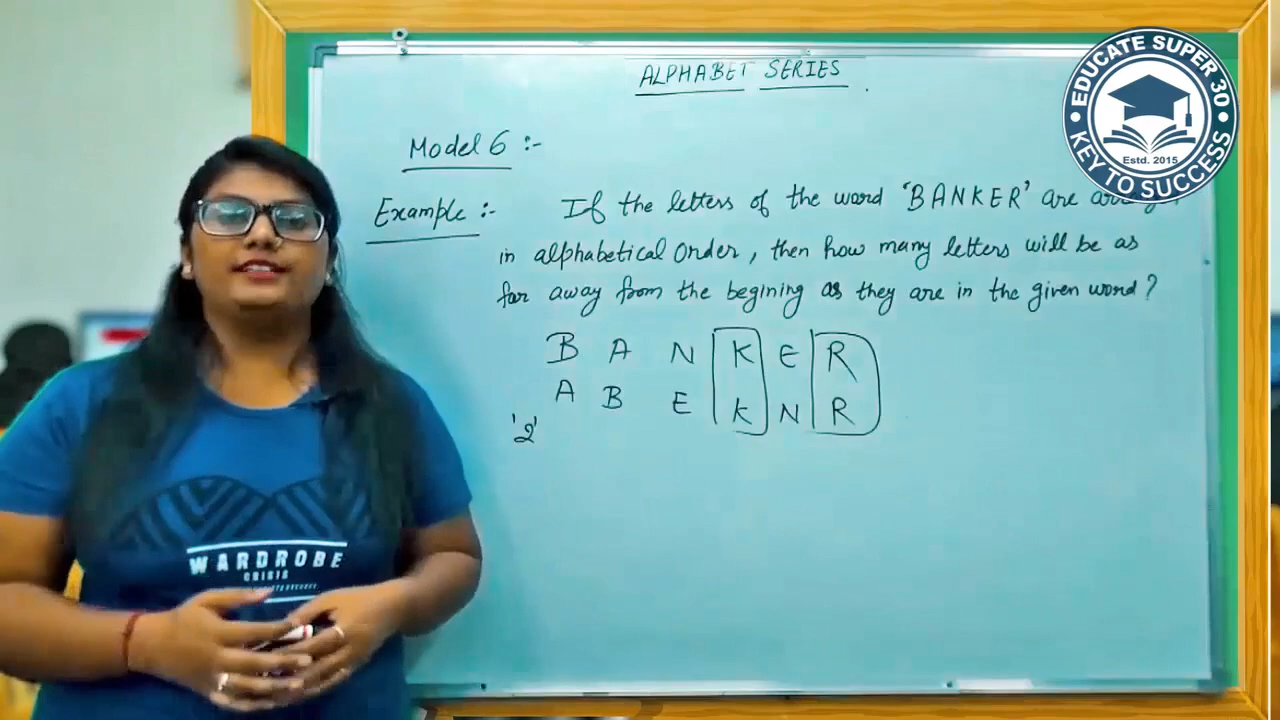 ALPHABET SERIES
EDUCATE SUPER 30
Estd. 2015
KEY TO SUCCESS
Model 6 :-
Example :- If the letters of the word 'BANKER' are
in alphabetical Order, then how many letters will be as
far away from the begining as they are in the given word?
B A N K E R
A B E K N R
'2'
WARDROBE
CRISIS